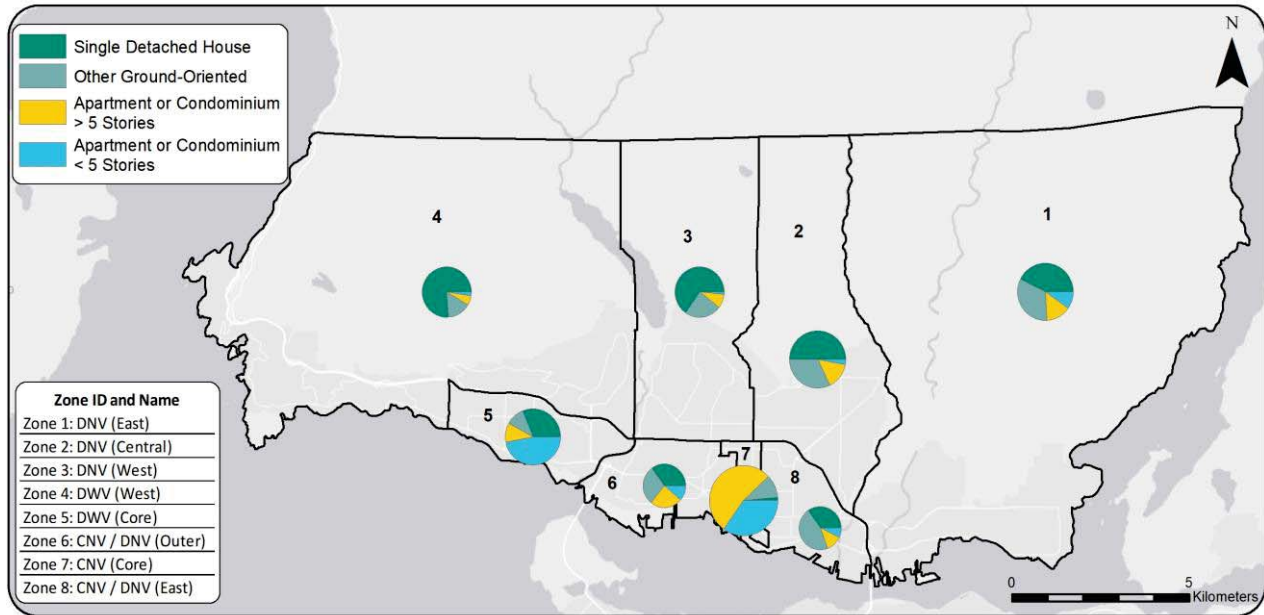 Single Detached House
Other Ground-Oriented
Apartment or Condominium
> 5 Stories
Apartment or Condominium
< 5 Stories
N
4
3
2
1
5
6
7
8
Zone ID and Name
Zone 1: DNV (East)
Zone 2: DNV (Central)
Zone 3: DNV (West)
Zone 4: DWV (West)
Zone 5: DWV (Core)
Zone 6: CNV / DNV (Outer)
Zone 7: CNV (Core)
Zone 8: CNV / DNV (East)
0 5
Kilometers